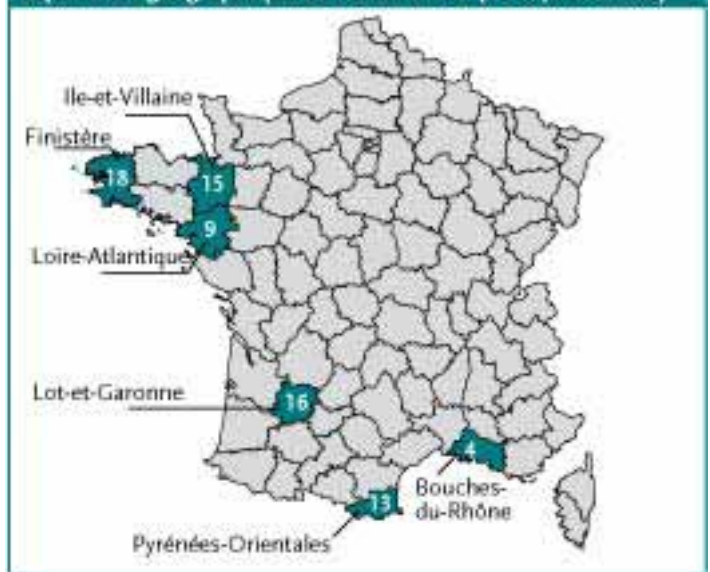 Ile-et-Villaine
Finistère
18
15
9
Loire-Atlantique
Lot-et-Garonne
16
4
Bouches-
du-Rhône
13
Pyrénées-Orientales